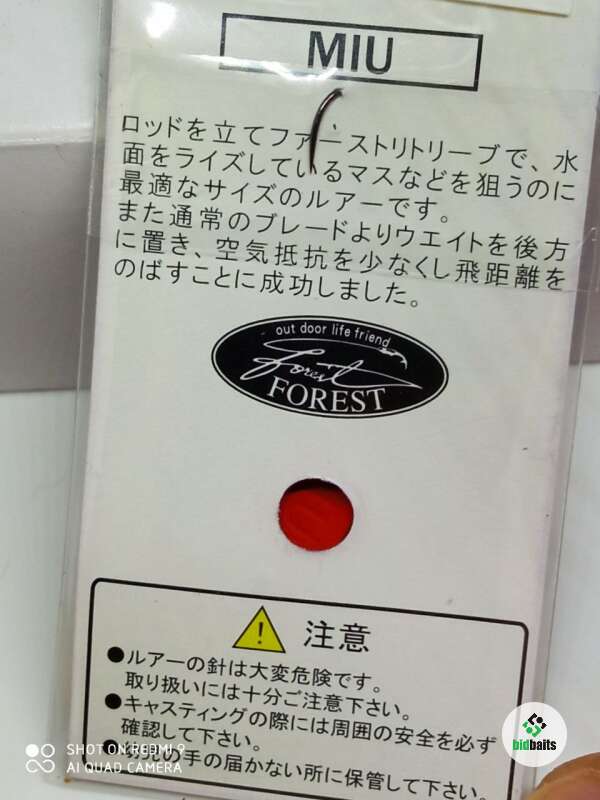 MIU
ロッドを立てファーストリトリーブで、水
面をライズしているマスなどを狙うのに
最適なサイズのルアーです。
また通常のブレードよりウエイトを後方
に置き、空気抵抗を少なくし飛距離を
のばすことに成功しました。
out door life friend
Forest
FOREST
注意
●ルアーの針は大変危険です。
取り扱いには十分ご注意下さい。
●キャスティングの際には周囲の安全を必ず
確認して下さい。
手の届かない所に保管して下さい。
SHOT ON REDMI 9
AI QUAD CAMERA
bidbaits